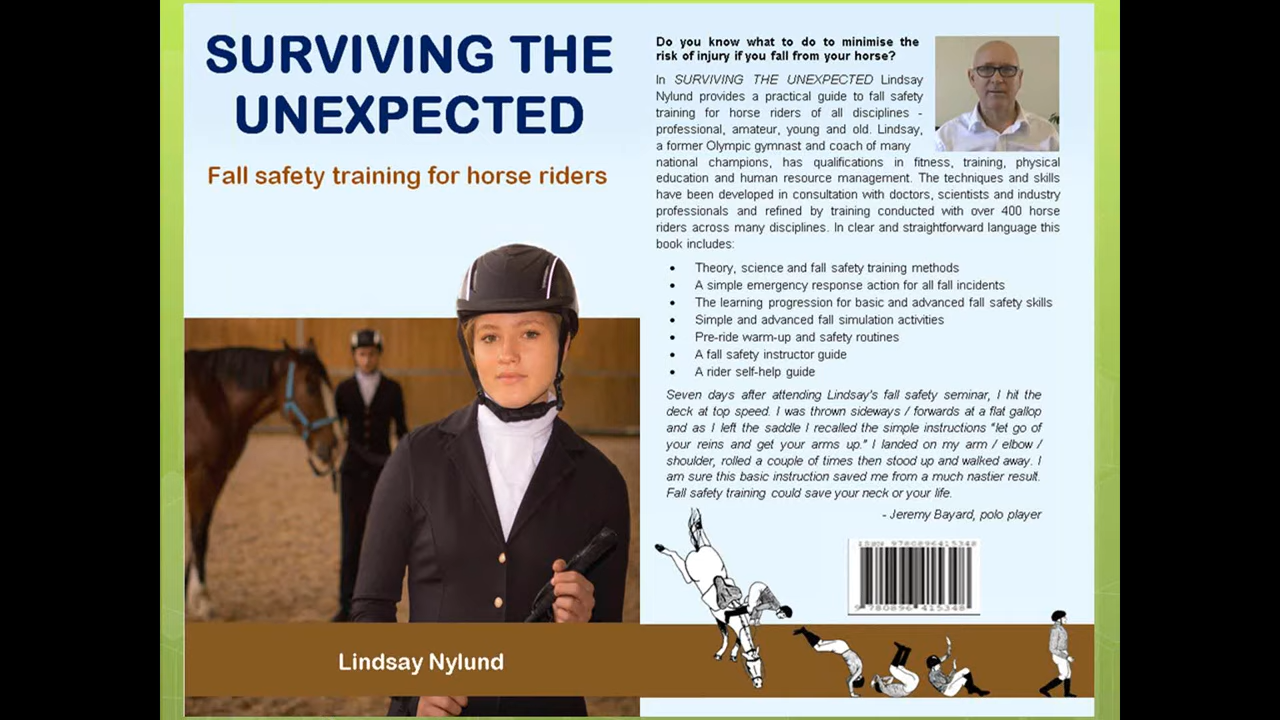 SURVIVING THE
UNEXPECTED
Fall safety training for horse riders
Lindsay Nylund
Do you know what to do to minimise the
risk of injury if you fall from your horse?
In SURVIVING THE UNEXPECTED Lindsay
Nylund provides a practical guide to fall safety
training for horse riders of all disciplines -
professional, amateur, young and old. Lindsay,
a former Olympic gymnast and coach of many
national champions, has qualifications in fitness, training, physical
education and human resource management. The techniques and skills
have been developed in consultation with doctors, scientists and industry
professionals and refined by training conducted with over 400 horse
riders across many disciplines. In clear and straightforward language this
book includes:
• Theory, science and fall safety training methods
• A simple emergency response action for all fall incidents
• The learning progression for basic and advanced fall safety skills
• Simple and advanced fall simulation activities
• Pre-ride warm-up and safety routines
• A fall safety instructor guide
• A rider self-help guide
Seven days after attending Lindsay's fall safety seminar, I hit the
deck at top speed. I was thrown sideways / forwards at a flat gallop
and as I left the saddle I recalled the simple instructions "let go of
your reins and get your arms up." I landed on my arm / elbow /
shoulder, rolled a couple of times then stood up and walked away. I
am sure this basic instruction saved me from a much nastier result.
Fall safety training could save your neck or your life.
- Jeremy Bayard, polo player
ISBN 9780896415348
9 780896 415348